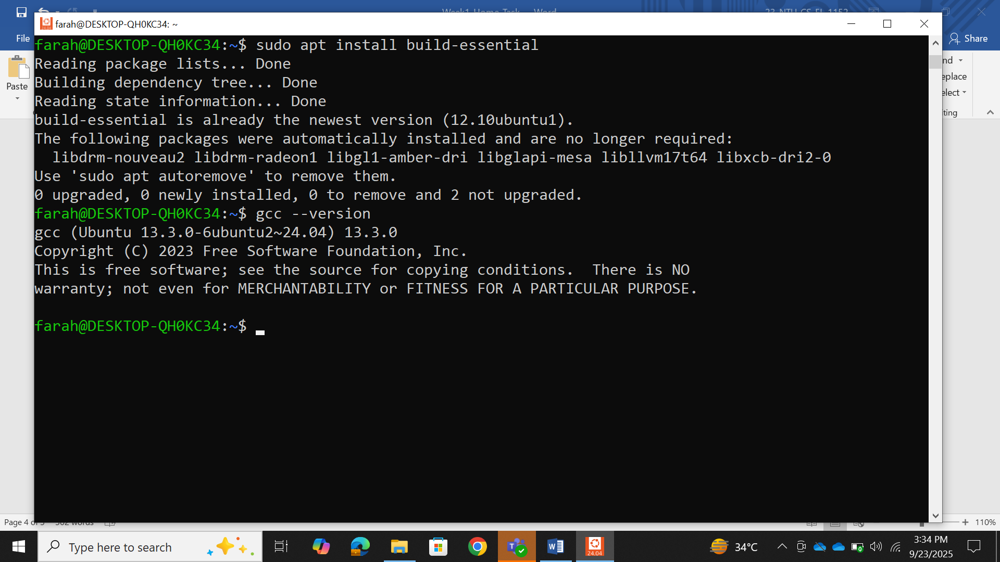 farah@DESKTOP-QH0KC34: ~
File
Share
Paste
nd
eplace
elect
ting
farah@DESKTOP-QH0KC34:~$ sudo apt install build-essential
Reading package lists... Done
Building dependency tree... Done
Reading state information... Done
build-essential is already the newest version (12.10ubuntu1).
The following packages were automatically installed and are no longer required:
  libdrm-nouveau2 libdrm-radeon1 libgl1-amber-dri libglapi-mesa libllvm17t64 libxcb-dri2-0
Use 'sudo apt autoremove' to remove them.
0 upgraded, 0 newly installed, 0 to remove and 2 not upgraded.
farah@DESKTOP-QH0KC34:~$ gcc --version
gcc (Ubuntu 13.3.0-6ubuntu2~24.04) 13.3.0
Copyright (C) 2023 Free Software Foundation, Inc.
This is free software; see the source for copying conditions.  There is NO
warranty; not even for MERCHANTABILITY or FITNESS FOR A PARTICULAR PURPOSE.
farah@DESKTOP-QH0KC34:~$
Page 4 of
110%
Type here to search
24.04
34°C
3:34 PM
9/23/2025